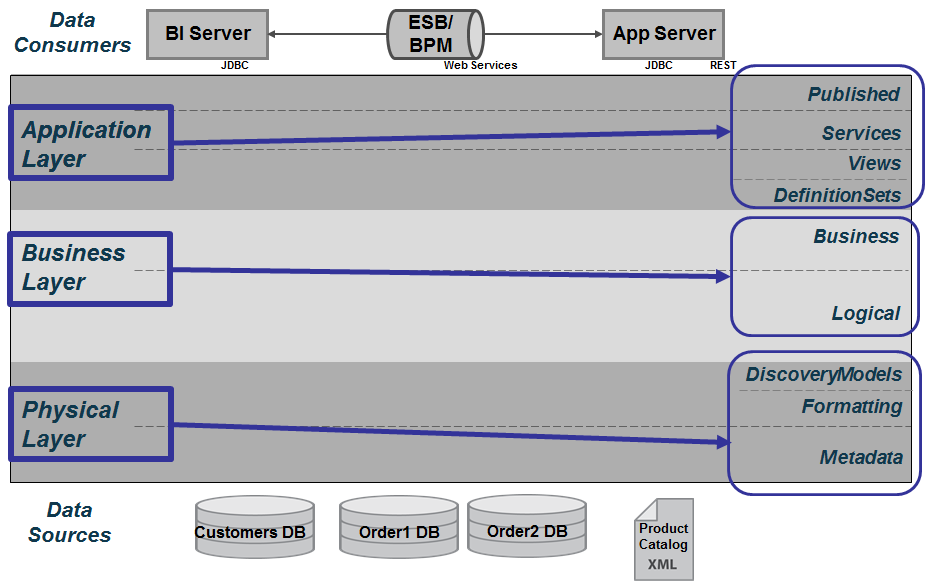 Data
Consumers
BI Server
ESB/
BPM
App Server
JDBC
Web Services
JDBC
REST
Application
Layer
Published
Services
Views
DefinitionSets
Business
Layer
Business
Logical
Physical
Layer
DiscoveryModels
Formatting
Metadata
Data
Sources
Customers DB
Order1 DB
Order2 DB
Product
Catalog
XML